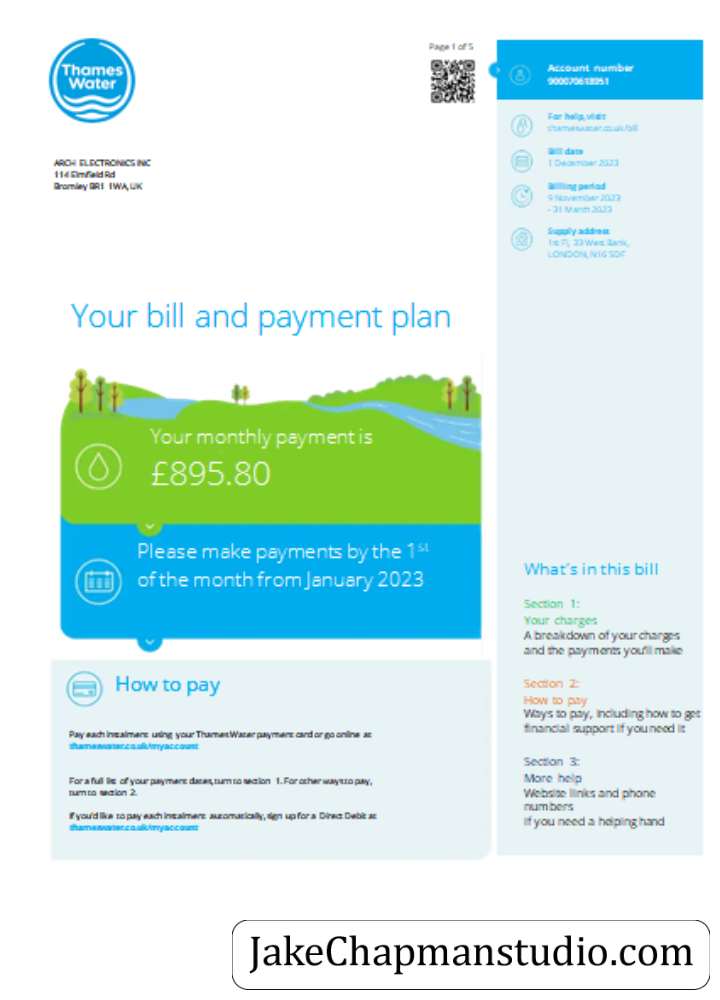 Thames
Water
Page 1 of 5
ARCH ELECTRONICS INC
114 Elmfield Rd
Bromley BR1 1WA, UK
Account number
900070618951
For help, visit
thameswater.co.uk/bill
Bill date
1 December 2023
Billing period
9 November 2023
- 31 March 2023
Supply address
1st Fl, 33 West Bank,
LONDON, N16 5DF
Your bill and payment plan
Your monthly payment is
£895.80
Please make payments by the 1st
of the month from January 2023
How to pay
Pay each instalment using your Thames Water payment card or go online at
thameswater.co.uk/myaccount
For a full list of your payment dates, turn to section 1. For other ways to pay,
turn to section 2.
If you'd like to pay each instalment automatically, sign up for a Direct Debit at
thameswater.co.uk/myaccount
What's in this bill
Section 1:
Your charges
A breakdown of your charges
and the payments you'll make
Section 2:
How to pay
Ways to pay, including how to get
financial support if you need it
Section 3:
More help
Website links and phone
numbers
if you need a helping hand
JakeChapmanstudio.com